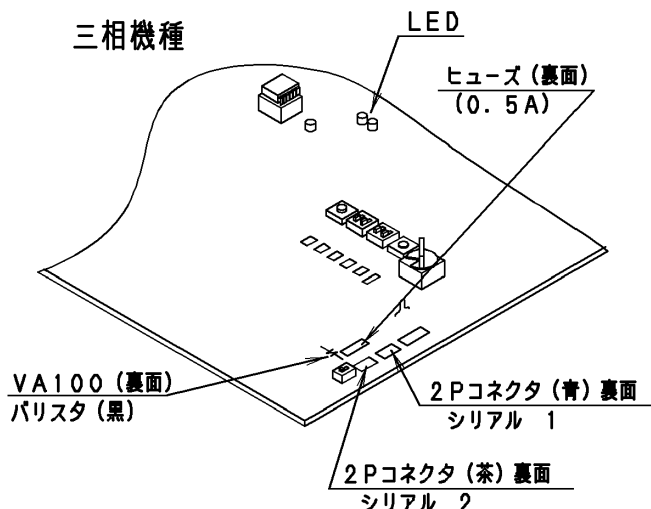 三相機種
LED
ヒューズ（裏面）
（0．5A）
VA100（裏面）
バリスタ（黒）
2Pコネクタ（青）裏面
シリアル 1
2Pコネクタ（茶）裏面
シリアル 2